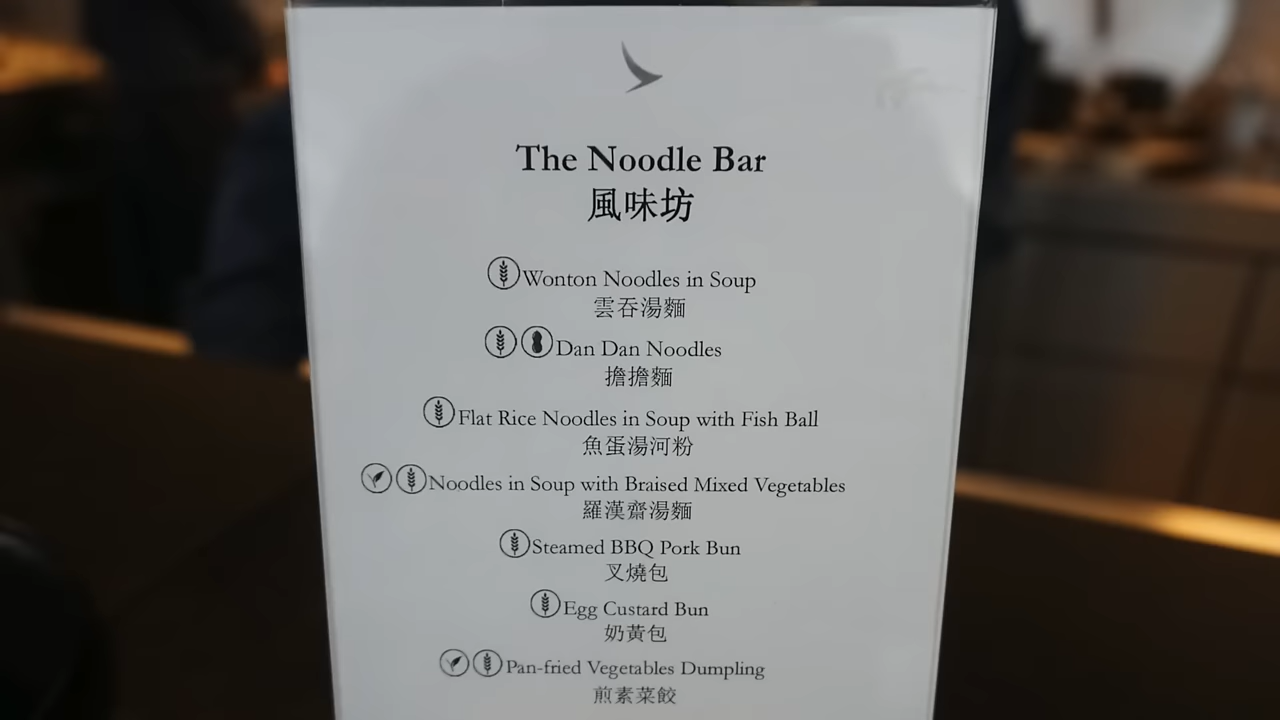 The Noodle Bar
風味坊
Wonton Noodles in Soup
雲吞湯麵
Dan Dan Noodles
擔擔麵
Flat Rice Noodles in Soup with Fish Ball
魚蛋湯河粉
Noodles in Soup with Braised Mixed Vegetables
羅漢齋湯麵
Steamed BBQ Pork Bun
叉燒包
Egg Custard Bun
奶黃包
Pan-fried Vegetables Dumpling
煎素菜餃